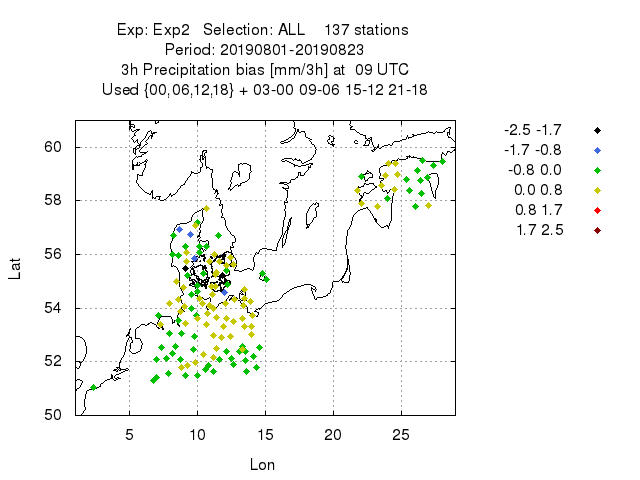 Exp: Exp2 Selection: ALL 137 stations
Period: 20190801-20190823
3h Precipitation bias [mm/3h] at 09 UTC
Used {00,06,12,18} + 03-00 09-06 15-12 21-18
-2.5 -1.7
-1.7 -0.8
-0.8 0.0
0.0 0.8
0.8 1.7
1.7 2.5
60
58
56
54
52
50
Lat
5 10 15 20 25
Lon